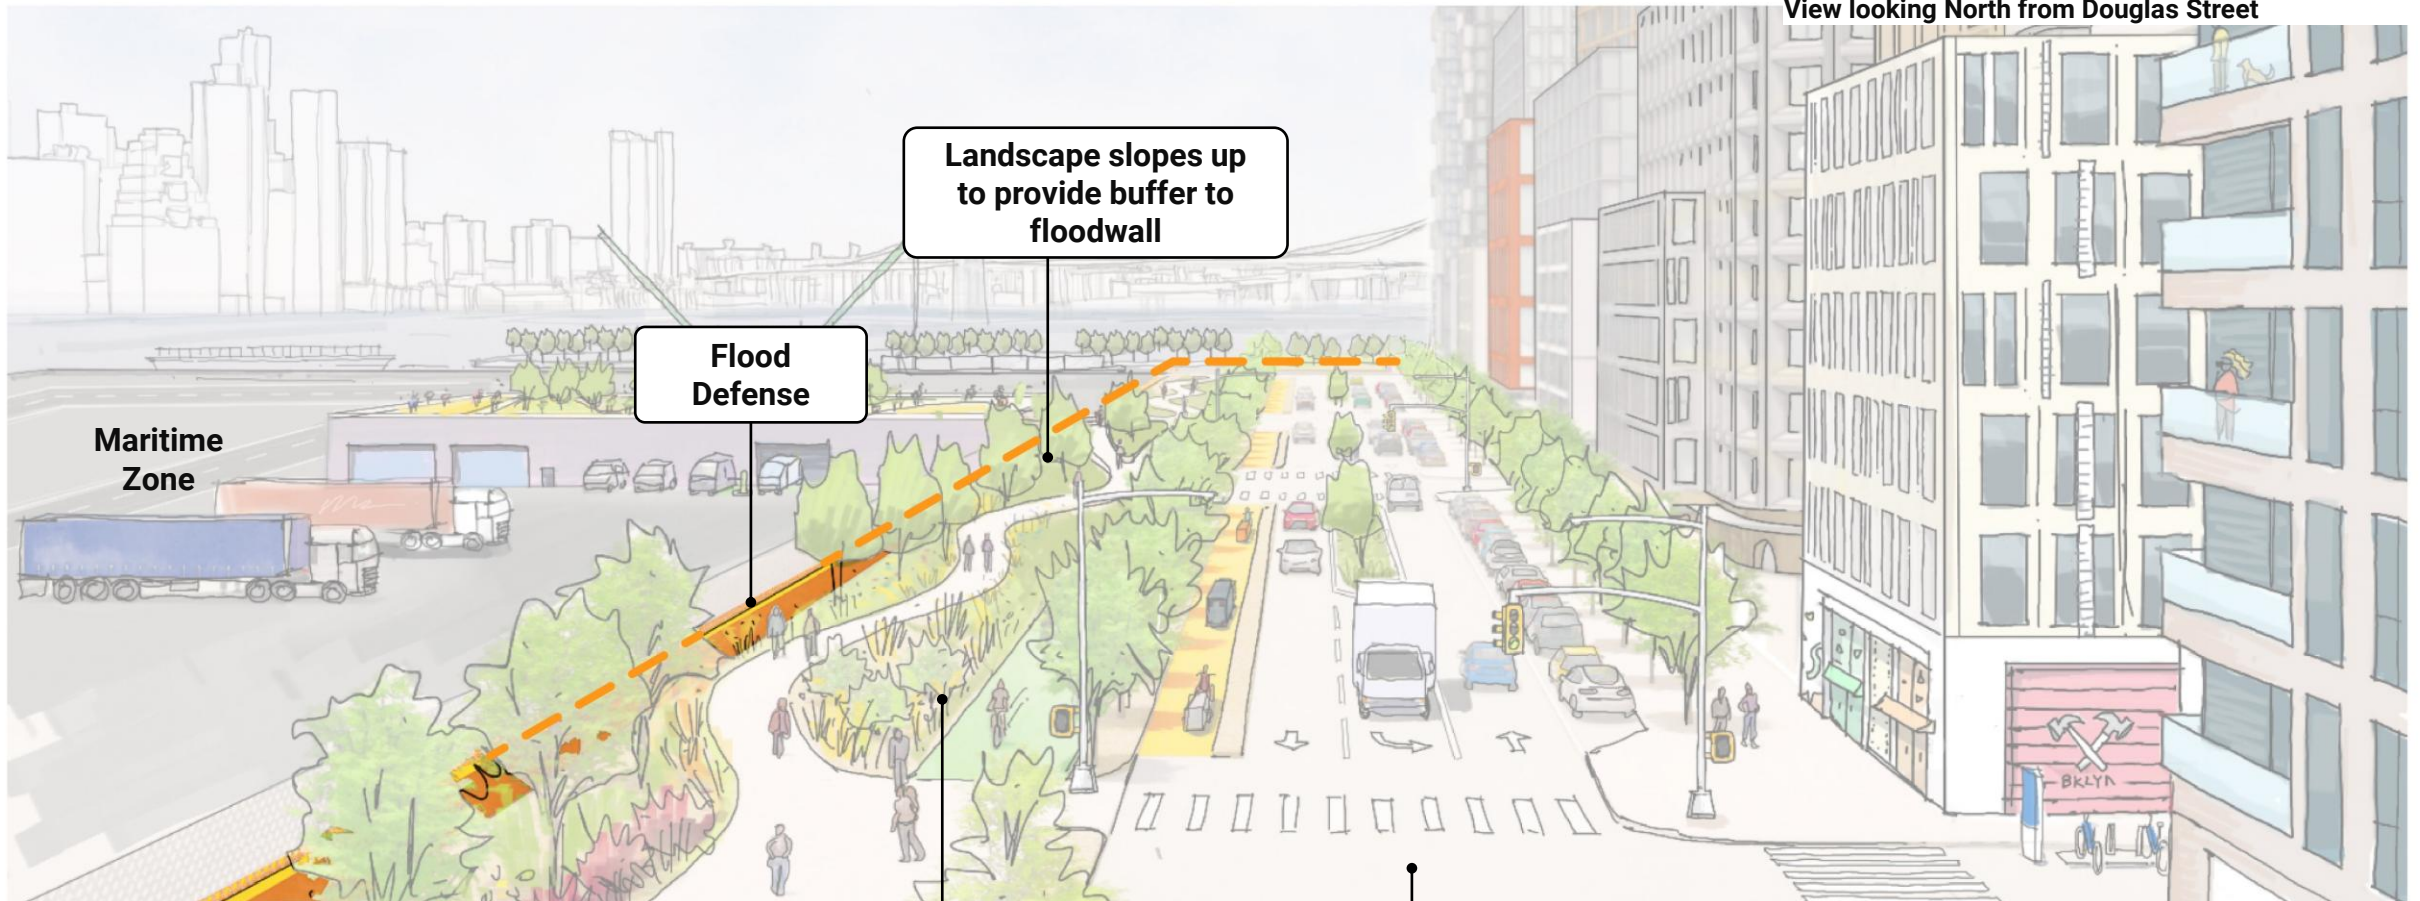 View looking North from Douglas Street
Landscape slopes up
to provide buffer to
floodwall
Flood
Defense
Maritime
Zone
BKLYN